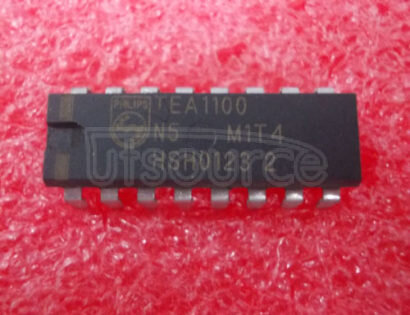 PHILIPS
TEA1100
N5 M1T4
HSH0123 2
utsource